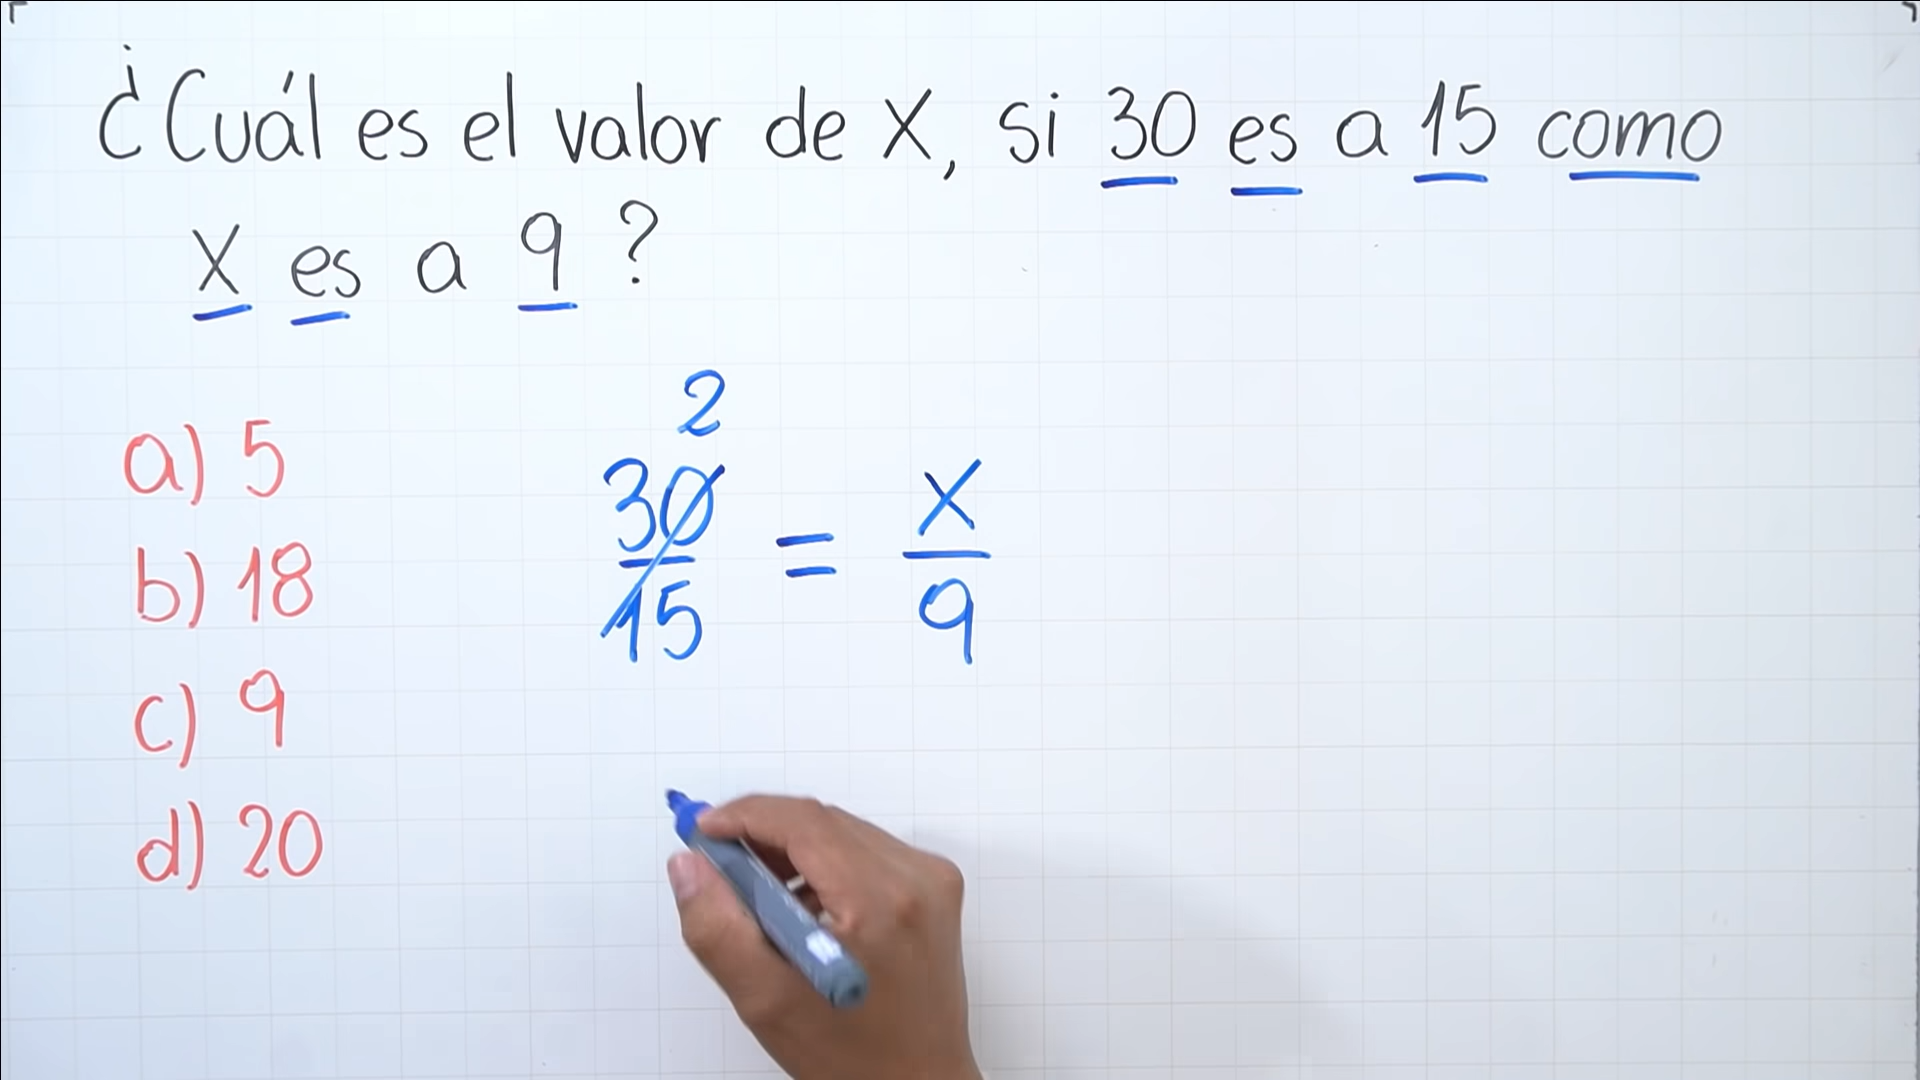 ¿Cuál es el valor de X, si 30 es a 15 como
X es a 9 ?
a) 5
b) 18
c) 9
d) 20
2
30
15
=
X
9